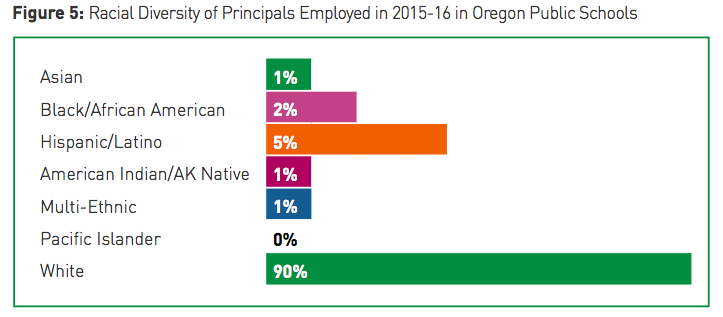 Figure 5: Racial Diversity of Principals Employed in 2015-16 in Oregon Public Schools
Asian 1%
Black/African American 2%
Hispanic/Latino 5%
American Indian/AK Native 1%
Multi-Ethnic 1%
Pacific Islander 0%
White 90%